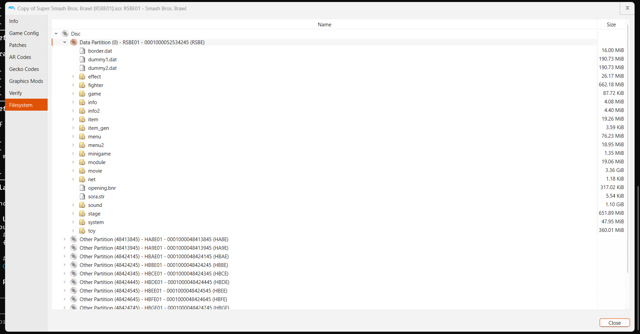 Copy of Super Smash Bros. Brawl [RSBE01].iso: RSBE01 - Smash Bros. Brawl
Info
Game Config
Patches
AR Codes
Gecko Codes
Graphics Mods
Verify
Filesystem
Name Size
Disc
Data Partition (0) - RSBE01 - 0001000052534245 (RSBE)
border.dat 16.00 MiB
dummy1.dat 190.73 MiB
dummy2.dat 190.73 MiB
effect 26.17 MiB
fighter 662.18 MiB
game 87.72 KiB
info 4.08 MiB
info2 4.40 MiB
item 19.26 MiB
item_gen 3.59 KiB
menu 76.23 MiB
menu2 18.95 MiB
minigame 1.35 MiB
module 19.06 MiB
movie 3.36 GiB
net 1.18 KiB
opening.bnr 317.02 KiB
sora.str 5.54 KiB
sound 1.10 GiB
stage 651.89 MiB
system 47.95 MiB
toy 360.01 MiB
Other Partition (48413845) - HA8E01 - 0001000048413845 (HA8E)
Other Partition (48413945) - HA9E01 - 0001000048413945 (HA9E)
Other Partition (48424145) - HBAE01 - 0001000048424145 (HBAE)
Other Partition (48424245) - HBBE01 - 0001000048424245 (HBBE)
Other Partition (48424345) - HBCE01 - 0001000048424345 (HBCE)
Other Partition (48424445) - HBDE01 - 0001000048424445 (HBDE)
Other Partition (48424545) - HBEE01 - 0001000048424545 (HBEE)
Other Partition (48424645) - HBFE01 - 0001000048424645 (HBFE)
Other Partition (48424745) - HBGE01 - 0001000048424745 (HBGE)
Close